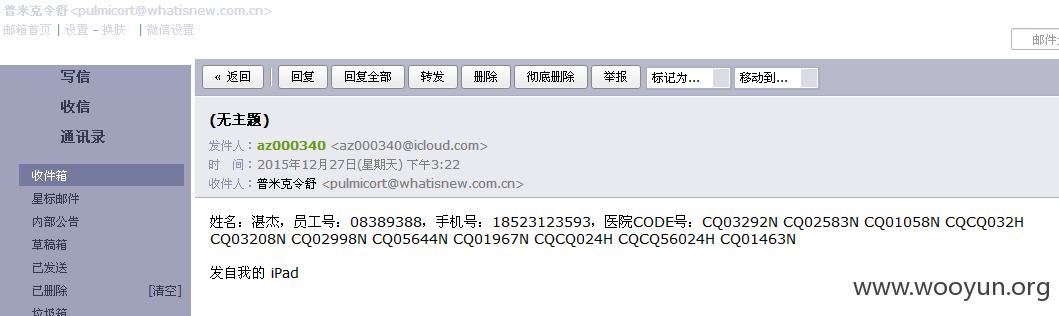 普米克令舒<pulmicort@whatisnew.com.cn>
邮箱首页 | 设置 - 换肤 | 微信设置
邮件:
写信
收信
通讯录
收件箱
星标邮件
内部公告
草稿箱
已发送
已删除 [清空]
垃圾箱
« 返回 回复 回复全部 转发 删除 彻底删除 举报 标记为... 移动到...
(无主题)
发件人：az000340 <az000340@icloud.com>
时 间：2015年12月27日(星期天) 下午3:22
收件人：普米克令舒 <pulmicort@whatisnew.com.cn>
姓名：湛杰，员工号：08389388，手机号：18523123593，医院CODE号：CQ03292N CQ02583N CQ01058N CQCQ032H
CQ03208N CQ02998N CQ05644N CQ01967N CQCQ024H CQCQ56024H CQ01463N
发自我的 iPad
www.wooyun.org